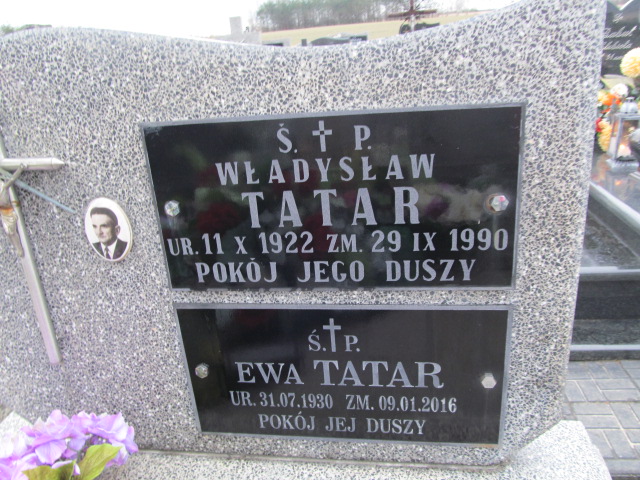 Š. P.
WŁADYSŁAW
TATAR
UR. 11 X 1922 ZM. 29 IX 1990
POKÓJ JEGO DUSZY
Ś. P.
EWA TATAR
UR. 31.07.1930 ZM. 09.01.2016
POKÓJ JEJ DUSZY